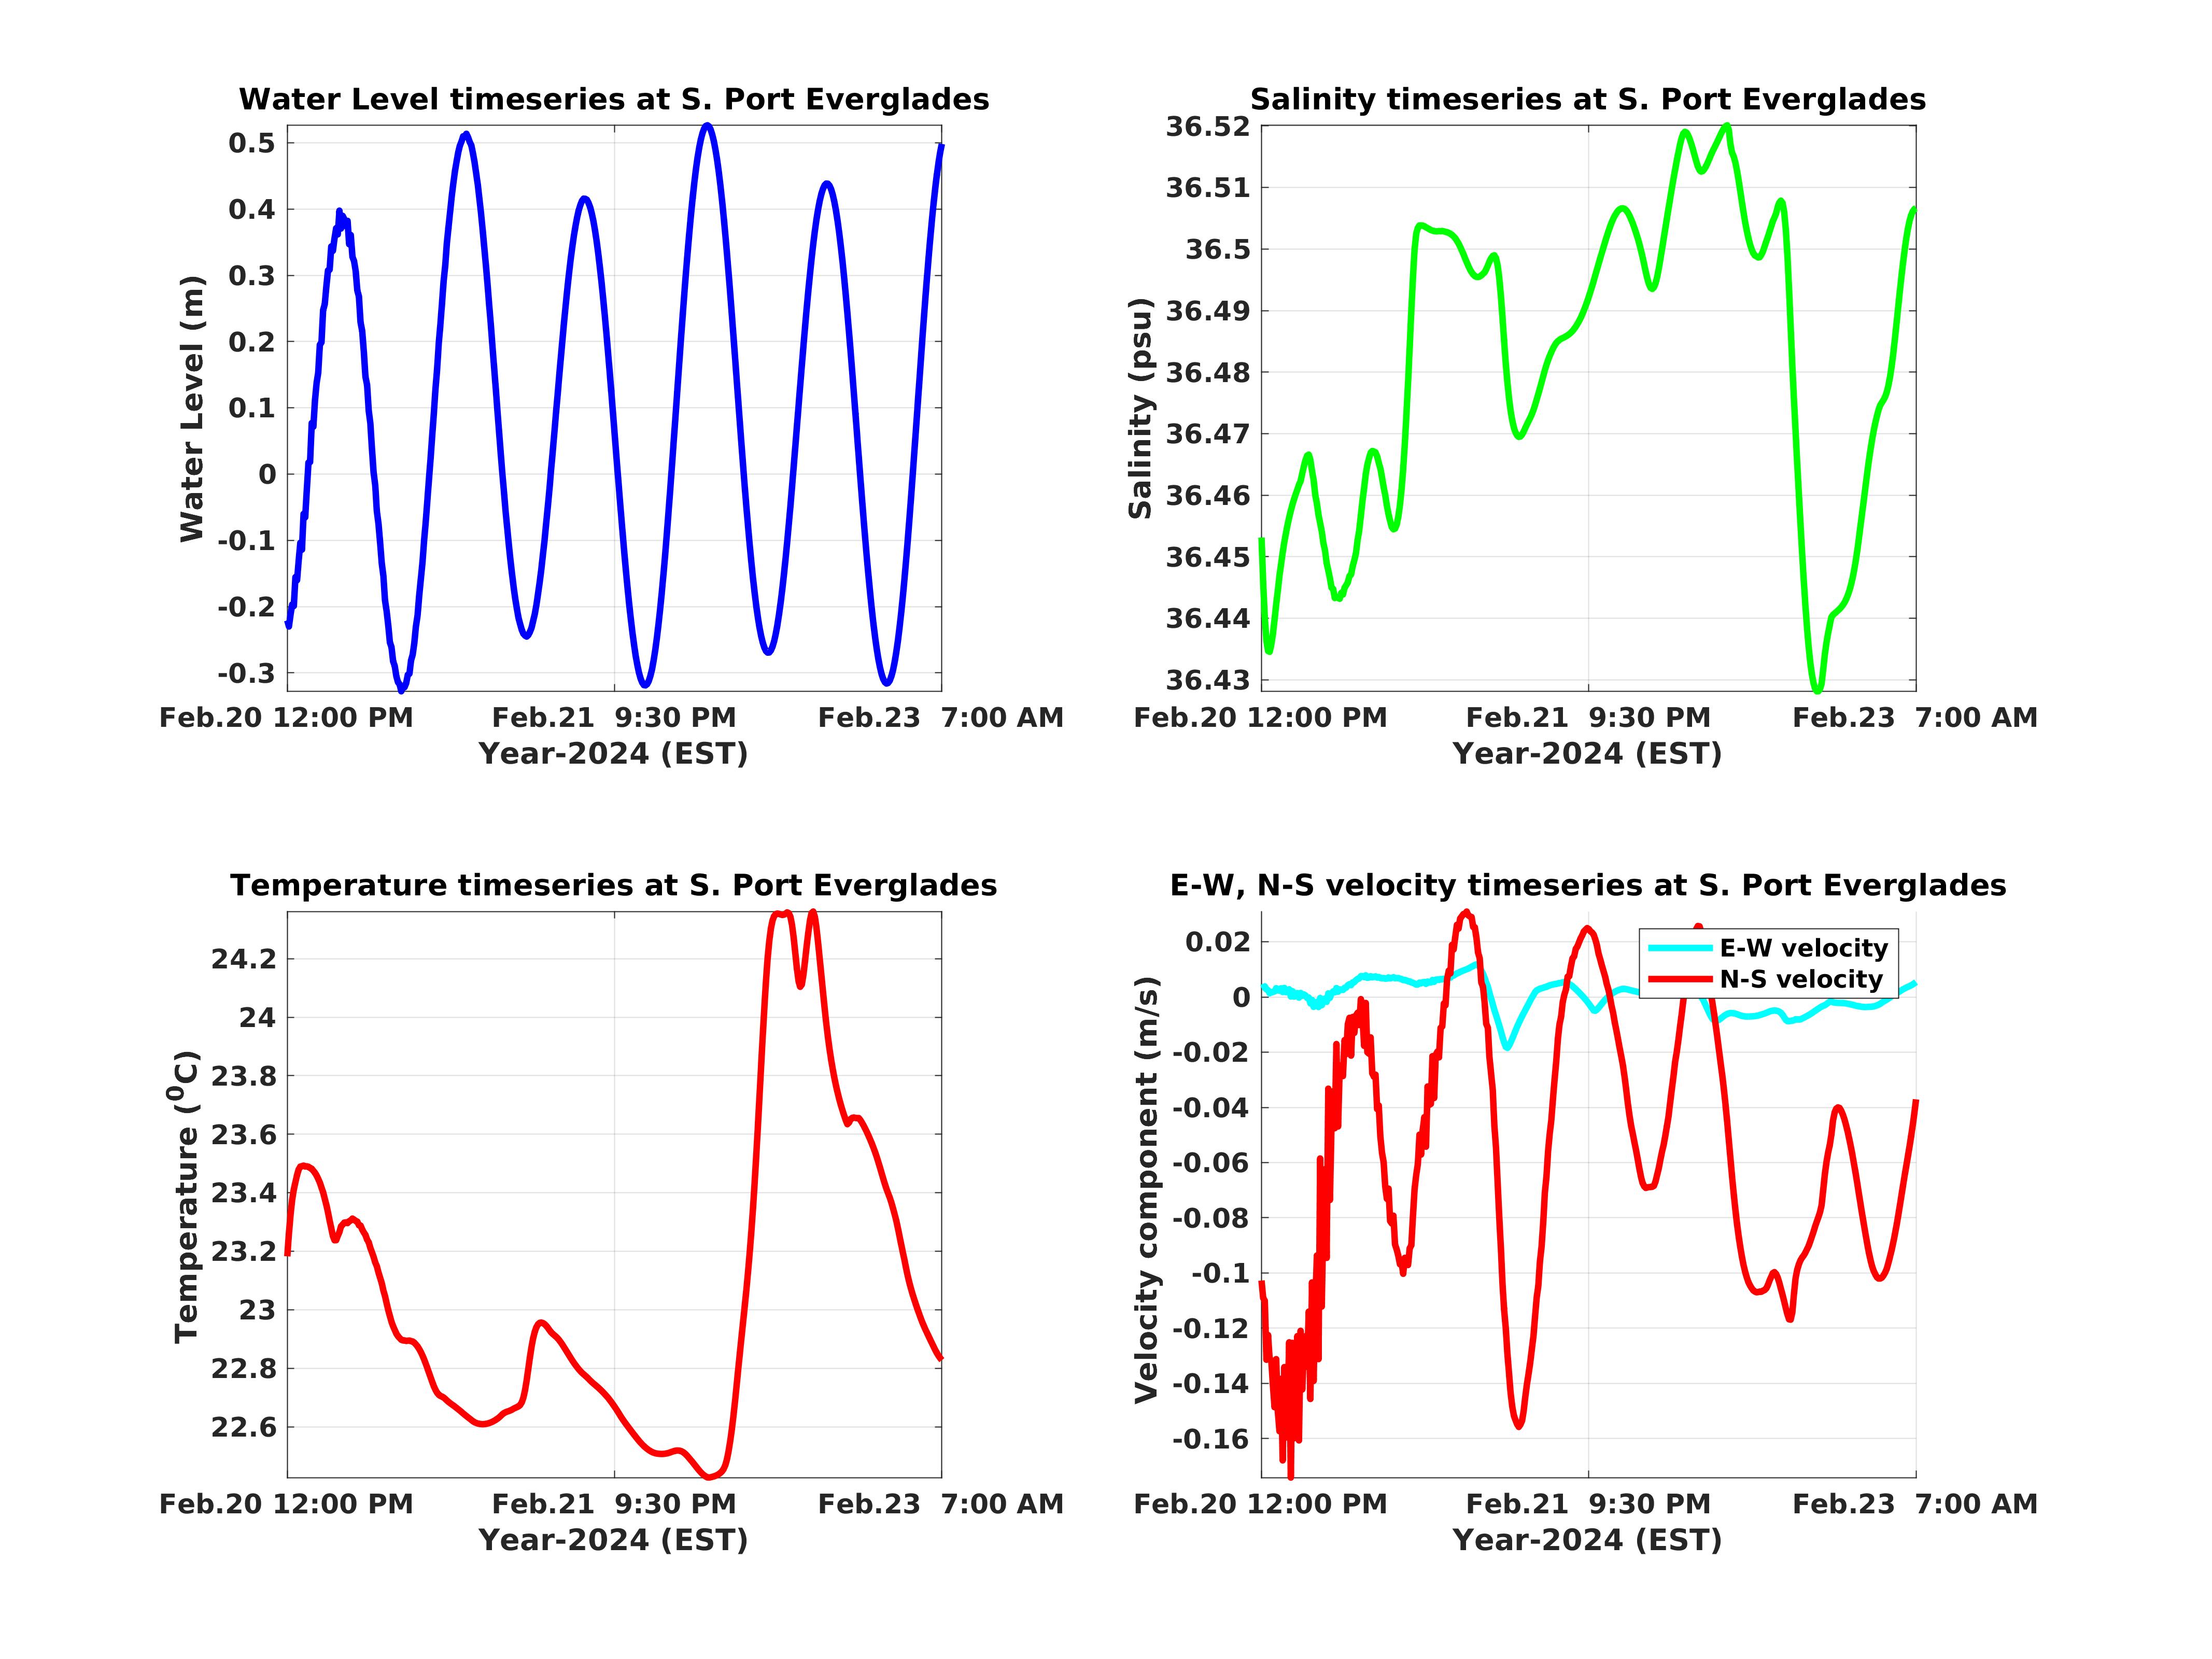 Water Level timeseries at S. Port Everglades
Water Level (m)
0.5
0.4
0.3
0.2
0.1
0
-0.1
-0.2
-0.3
Feb.20 12:00 PM Feb.21 9:30 PM Feb.23 7:00 AM
Year-2024 (EST)
Salinity timeseries at S. Port Everglades
Salinity (psu)
36.52
36.51
36.5
36.49
36.48
36.47
36.46
36.45
36.44
36.43
Feb.20 12:00 PM Feb.21 9:30 PM Feb.23 7:00 AM
Year-2024 (EST)
Temperature timeseries at S. Port Everglades
Temperature (⁰C)
24.2
24
23.8
23.6
23.4
23.2
23
22.8
22.6
Feb.20 12:00 PM Feb.21 9:30 PM Feb.23 7:00 AM
Year-2024 (EST)
E-W, N-S velocity timeseries at S. Port Everglades
Velocity component (m/s)
0.02
0
-0.02
-0.04
-0.06
-0.08
-0.1
-0.12
-0.14
-0.16
E-W velocity
N-S velocity
Feb.20 12:00 PM Feb.21 9:30 PM Feb.23 7:00 AM
Year-2024 (EST)